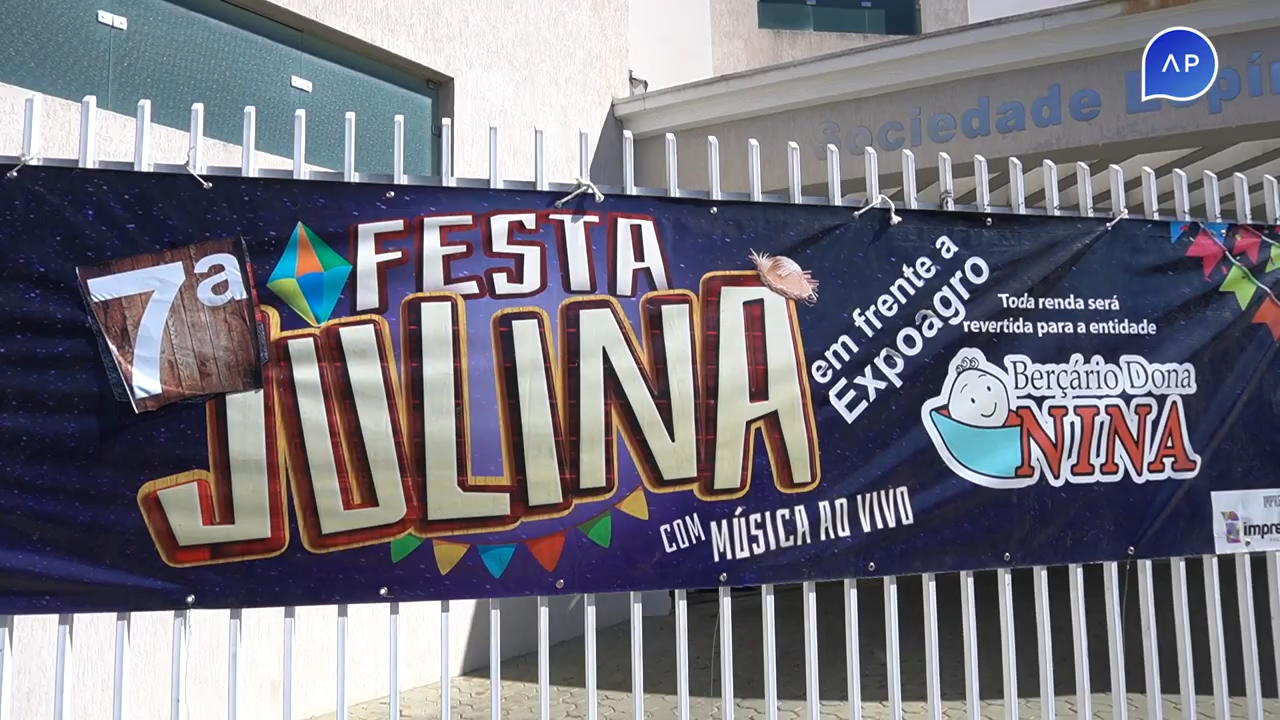 AP
Sociedade Espí
7ª
FESTA
JULINA
COM MÚSICA AO VIVO
em frente a
Expoagro
Toda renda será
revertida para a entidade
Berçário Dona
NINA